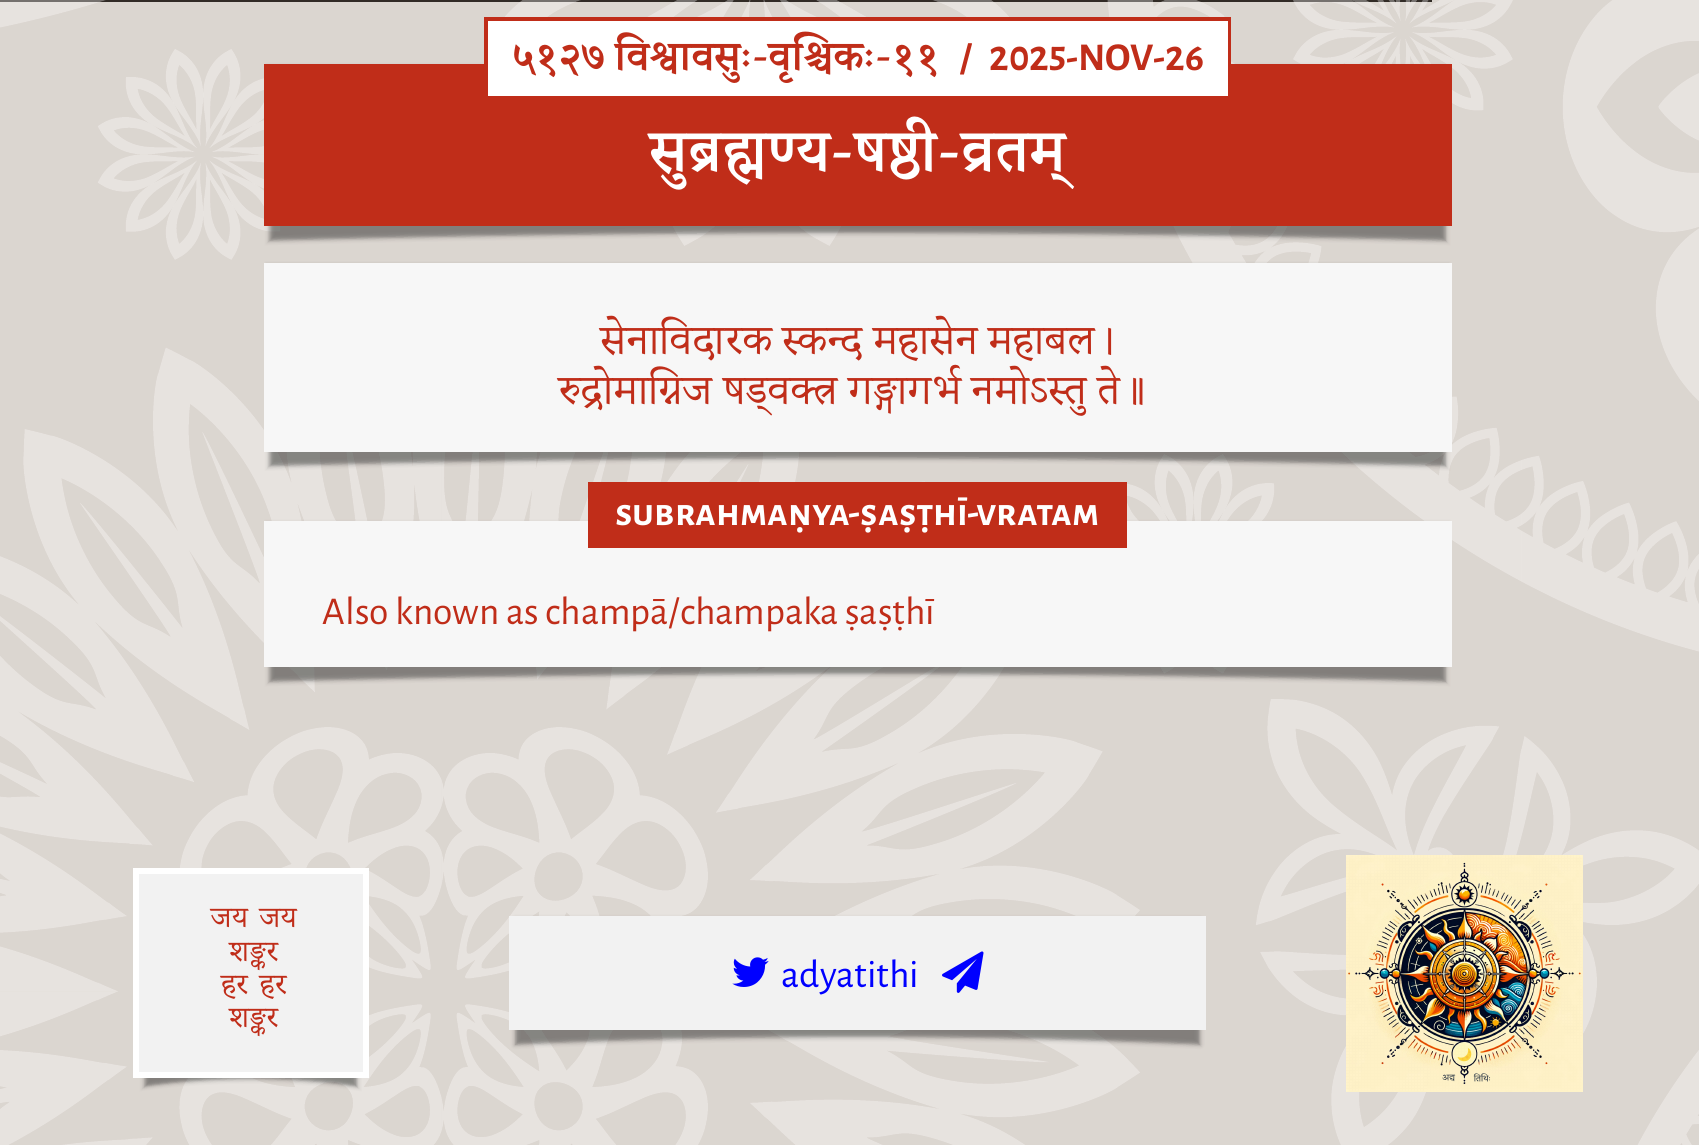 ५१२७ विश्वावसुः-वृश्चिकः-११ / 2025-NOV-26
सुब्रह्मण्य-षष्ठी-व्रतम्
सेनाविदारक स्कन्द महासेन महाबल।
रुद्रोमाग्निज षड्वक्त्र गङ्गागर्भ नमोऽस्तु ते॥
SUBRAHMAṆYA-ṢAṢṬHĪ-VRATAM
Also known as champā/champaka ṣaṣṭhī
जय जय
शङ्कर
हर हर
शङ्कर
adyatithi
अद्य तिथिः